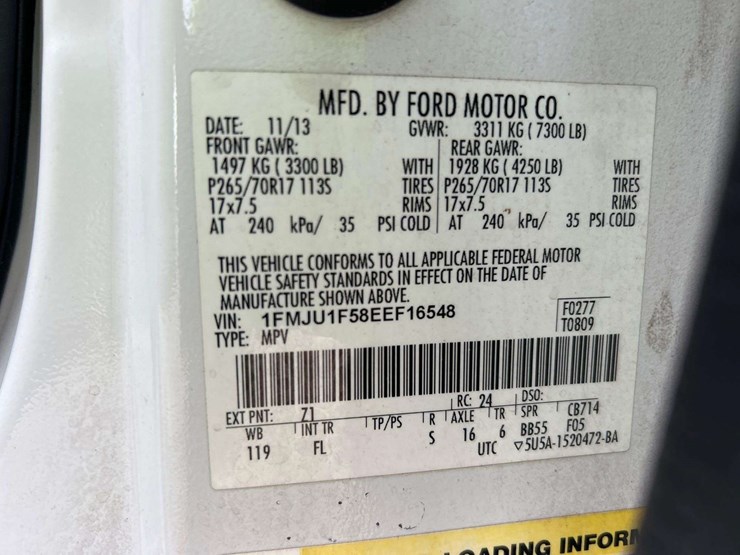 MFD. BY FORD MOTOR CO.
DATE: 11/13 GVWR: 3311 KG ( 7300 LB)
FRONT GAWR: REAR GAWR:
1497 KG ( 3300 LB) WITH 1928 KG ( 4250 LB) WITH
P265/70R17 113S TIRES P265/70R17 113S TIRES
17x7.5 RIMS 17x7.5 RIMS
AT 240 kPa/ 35 PSI COLD AT 240 kPa/ 35 PSI COLD
THIS VEHICLE CONFORMS TO ALL APPLICABLE FEDERAL MOTOR
VEHICLE SAFETY STANDARDS IN EFFECT ON THE DATE OF
MANUFACTURE SHOWN ABOVE.
VIN: 1FMJU1F58EEF16548 F0277
TYPE: MPV T0809
EXT PNT: Z1 RC: 24 DSO:
WB INT TR TP/PS R AXLE TR SPR CB714
119 FL S 16 6 BB55 F05
UTC ▽5U5A-1520472-BA
LOADING INFORM